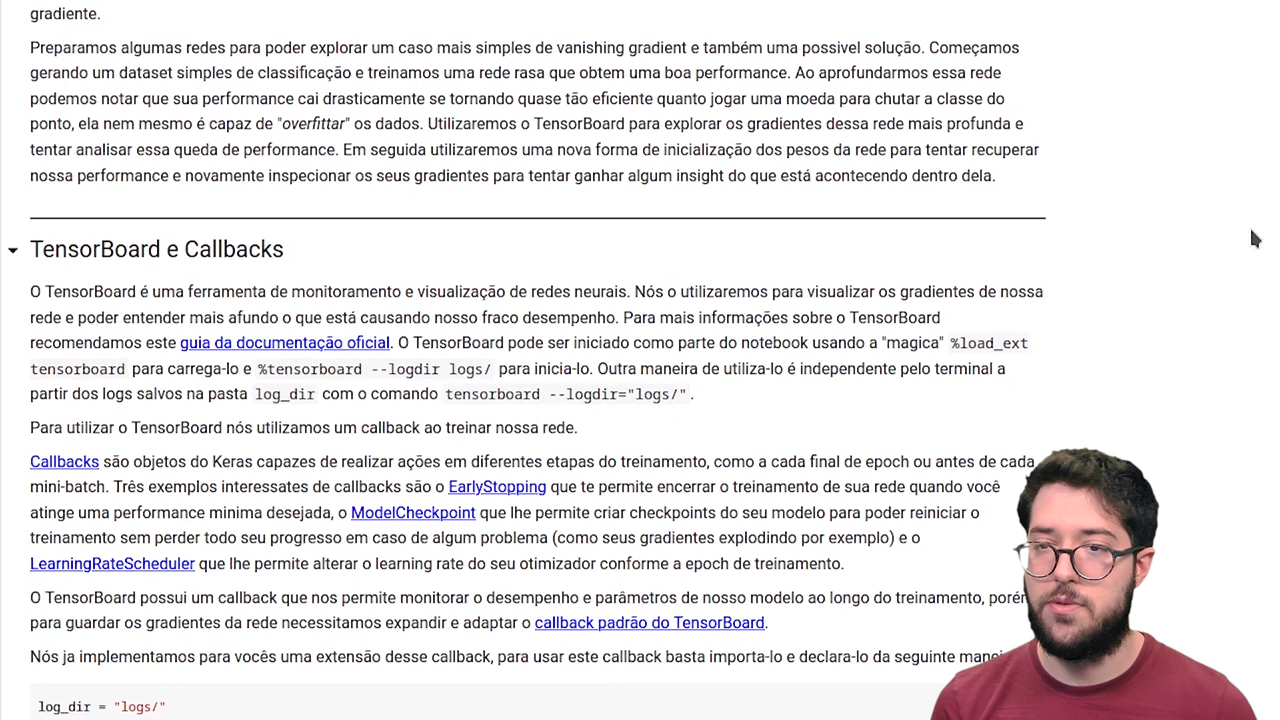 gradiente.
Preparamos algumas redes para poder explorar um caso mais simples de vanishing gradient e também uma possivel solução. Começamos
gerando um dataset simples de classificação e treinamos uma rede rasa que obtem uma boa performance. Ao aprofundarmos essa rede
podemos notar que sua performance cai drasticamente se tornando quase tão eficiente quanto jogar uma moeda para chutar a classe do
ponto, ela nem mesmo é capaz de "overfittar" os dados. Utilizaremos o TensorBoard para explorar os gradientes dessa rede mais profunda e
tentar analisar essa queda de performance. Em seguida utilizaremos uma nova forma de inicialização dos pesos da rede para tentar recuperar
nossa performance e novamente inspecionar os seus gradientes para tentar ganhar algum insight do que está acontecendo dentro dela.
TensorBoard e Callbacks
O TensorBoard é uma ferramenta de monitoramento e visualização de redes neurais. Nós o utilizaremos para visualizar os gradientes de nossa
rede e poder entender mais afundo o que está causando nosso fraco desempenho. Para mais informações sobre o TensorBoard
recomendamos este guia da documentação oficial. O TensorBoard pode ser iniciado como parte do notebook usando a "magica" %load_ext
tensorboard para carrega-lo e %tensorboard --logdir logs/ para inicia-lo. Outra maneira de utiliza-lo é independente pelo terminal a
partir dos logs salvos na pasta log_dir com o comando tensorboard --logdir="logs/".
Para utilizar o TensorBoard nós utilizamos um callback ao treinar nossa rede.
Callbacks são objetos do Keras capazes de realizar ações em diferentes etapas do treinamento, como a cada final de epoch ou antes de cada
mini-batch. Três exemplos interessates de callbacks são o EarlyStopping que te permite encerrar o treinamento de sua rede quando você
atinge uma performance minima desejada, o ModelCheckpoint que lhe permite criar checkpoints do seu modelo para poder reiniciar o
treinamento sem perder todo seu progresso em caso de algum problema (como seus gradientes explodindo por exemplo) e o
LearningRateScheduler que lhe permite alterar o learning rate do seu otimizador conforme a epoch de treinamento.
O TensorBoard possui um callback que nos permite monitorar o desempenho e parâmetros de nosso modelo ao longo do treinamento,
para guardar os gradientes da rede necessitamos expandir e adaptar o callback padrão do TensorBoard.
Nós ja implementamos para vocês uma extensão desse callback, para usar este callback basta importa-lo e declara-lo da seguinte
log_dir = "logs/"